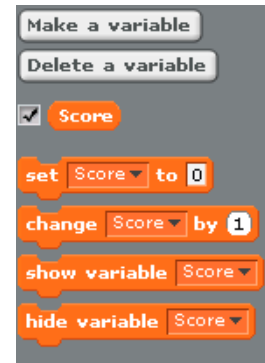 Make a variable
Delete a variable
Score
set Score to 0
change Score by 1
show variable Score
hide variable Score